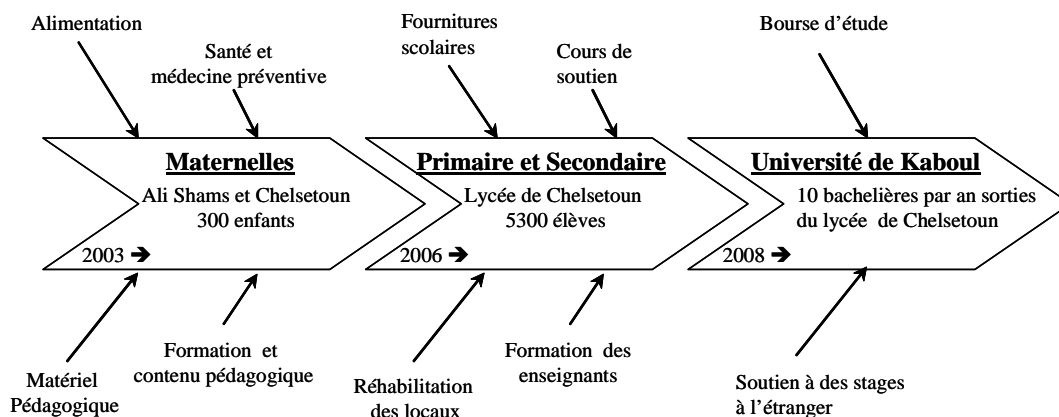 Alimentation
Santé et
médecine préventive
Fournitures
scolaires
Cours de
soutien
Bourse d'étude
Maternelles
Ali Shams et Chelsetoun
300 enfants
2003 ➔
Primaire et Secondaire
Lycée de Chelsetoun
5300 élèves
2006 ➔
Université de Kaboul
10 bachelières par an sorties
du lycée de Chelsetoun
2008 ➔
Matériel
Pédagogique
Formation et
contenu pédagogique
Réhabilitation
des locaux
Formation des
enseignants
Soutien à des stages
à l'étranger